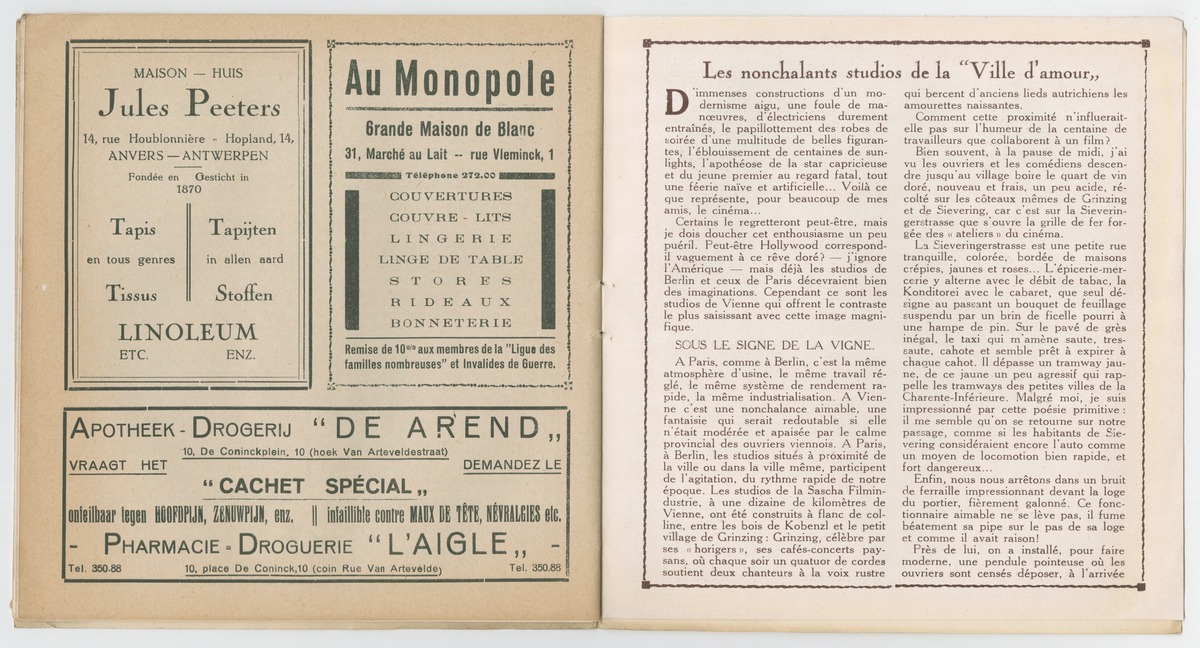 MAISON — HUIS
Jules Peeters
14, rue Houblonnière - Hopland, 14,
ANVERS — ANTWERPEN
Fondée en Gesticht in
1870
Tapis
en tous genres
Tissus
Tapijten
in allen aard
Stoffen
LINOLEUM
ETC. ENZ.
Au Monopole
Grande Maison de Blanc
31, Marché au Lait -- rue Vleminck, 1
Téléphone 272.00
COUVERTURES
COUVRE - LITS
LINGERIE
LINGE DE TABLE
STORES
RIDEAUX
BONNETERIE
Remise de 10% aux membres de la "Ligue des
familles nombreuses" et Invalides de Guerre.
APOTHEEK - DROGERIJ “DE AREND„
10, De Coninckplein, 10 (hoek Van Arteveldestraat)
VRAAGT HET DEMANDEZ LE
“CACHET SPÉCIAL„
onfeilbaar tegen HOOFDPIJN, ZENUWPIJN, enz. || infaillible contre MAUX DE TÊTE, NÉVRALGIES etc.
- PHARMACIE - DROGUERIE “L'AIGLE„ -
Tel. 350.88 10, place De Coninck,10 (coin Rue Van Artevelde) Tel. 350.88
Les nonchalants studios de la “Ville d'amour„
D'immenses constructions d'un mo-
dernisme aigu, une foule de ma-
nœuvres, d'électriciens durement
entraînés, le papillottement des robes de
soirée d'une multitude de belles figuran-
tes, l'éblouissement de centaines de sun-
lights, l'apothéose de la star capricieuse
et du jeune premier au regard fatal, tout
une féerie naïve et artificielle... Voilà ce
que représente, pour beaucoup de mes
amis, le cinéma...
Certains le regretteront peut-être, mais
je dois doucher cet enthousiasme un peu
puéril. Peut-être Hollywood correspond-
il vaguement à ce rêve doré? — j'ignore
l'Amérique — mais déjà les studios de
Berlin et ceux de Paris décevraient bien
des imaginations. Cependant ce sont les
studios de Vienne qui offrent le contraste
le plus saisissant avec cette image magni-
fique.
SOUS LE SIGNE DE LA VIGNE.
A Paris, comme à Berlin, c'est la même
atmosphère d'usine, le même travail ré-
glé, le même système de rendement ra-
pide, la même industrialisation. A Vien-
ne c'est une nonchalance aimable, une
fantaisie qui serait redoutable si elle
n'était modérée et apaisée par le calme
provincial des ouvriers viennois. A Paris,
à Berlin, les studios situés à proximité de
la ville ou dans la ville même, participent
de l'agitation, du rythme rapide de notre
époque. Les studios de la Sascha Filmin-
dustrie, à une dizaine de kilomètres de
Vienne, ont été construits à flanc de col-
line, entre les bois de Kobenzl et le petit
village de Grinzing : Grinzing, célèbre par
ses « horigers », ses cafés-concerts pay-
sans, où chaque soir un quatuor de cordes
soutient deux chanteurs à la voix rustre
qui bercent d'anciens lieds autrichiens les
amourettes naissantes.
Comment cette proximité n'influerait-
elle pas sur l'humeur de la centaine de
travailleurs que collaborent à un film?
Bien souvent, à la pause de midi, j'ai
vu les ouvriers et les comédiens descen-
dre jusqu'au village boire le quart de vin
doré, nouveau et frais, un peu acide, ré-
colté sur les côteaux mêmes de Grinzing
et de Sievering, car c'est sur la Sieverin-
gerstrasse que s'ouvre la grille de fer for-
gée des « ateliers » du cinéma.
La Sieveringerstrasse est une petite rue
tranquille, colorée, bordée de maisons
crépies, jaunes et roses... L'épicerie-mer-
cerie y alterne avec le débit de tabac, la
Konditorei avec le cabaret, que seul dé-
signe au passant un bouquet de feuillage
suspendu par un brin de ficelle pourri à
une hampe de pin. Sur le pavé de grès
inégal, le taxi qui m'amène saute, tres-
saute, cahote et semble prêt à expirer à
chaque cahot. Il dépasse un tramway jau-
ne, de ce jaune un peu agressif qui rap-
pelle les tramways des petites villes de la
Charente-Inférieure. Malgré moi, je suis
impressionné par cette poésie primitive :
il me semble qu'on se retourne sur notre
passage, comme si les habitants de Sie-
vering considéraient encore l'auto comme
un moyen de locomotion bien rapide, et
fort dangereux...
Enfin, nous nous arrêtons dans un bruit
de ferraille impressionnant devant la loge
du portier, fièrement galonné. Ce fonc-
tionnaire aimable ne se lève pas, il fume
béatement sa pipe sur le pas de sa loge
et comme il avait raison!
Près de lui, on a installé, pour faire
moderne, une pendule pointeuse où les
ouvriers sont censés déposer, à l'arrivée